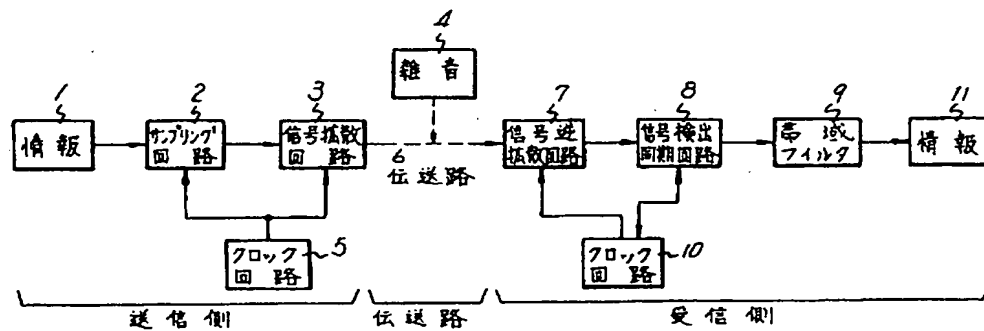 4
雑音
1
情報
2
サンプリング
回路
3
信号拡散
回路
6
伝送路
7
信号逆
拡散回路
8
信号検出
同期回路
9
帯域
フィルタ
11
情報
クロック
回路
5
クロック
回路
10
送信側
伝送路
受信側